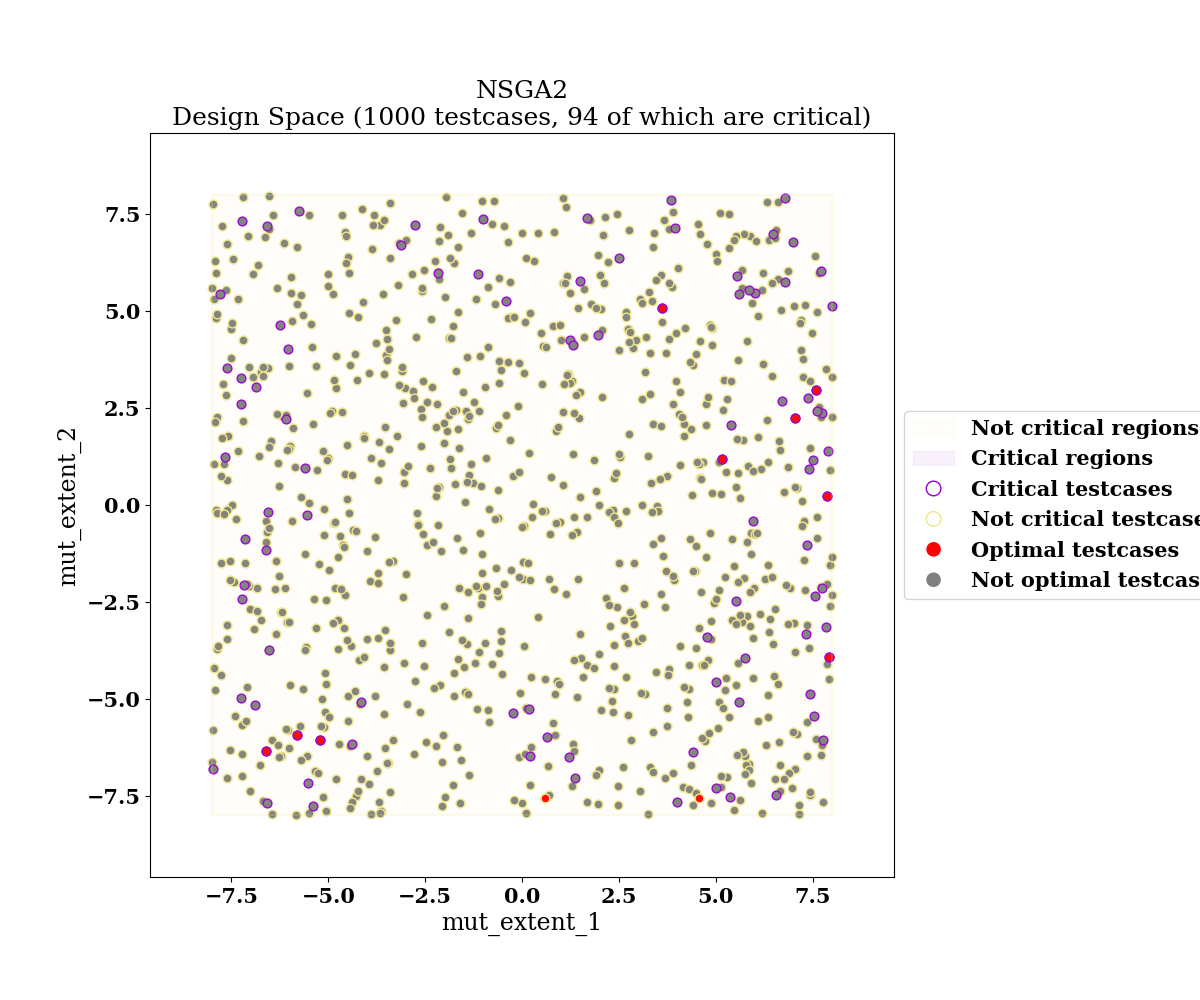 NSGA2
Design Space (1000 testcases, 94 of which are critical)
7.5
5.0
2.5
0.0
−2.5
−5.0
−7.5
mut_extent_2
−7.5 −5.0 −2.5 0.0 2.5 5.0 7.5
mut_extent_1
Not critical regions
Critical regions
Critical testcases
Not critical testcase
Optimal testcases
Not optimal testcas